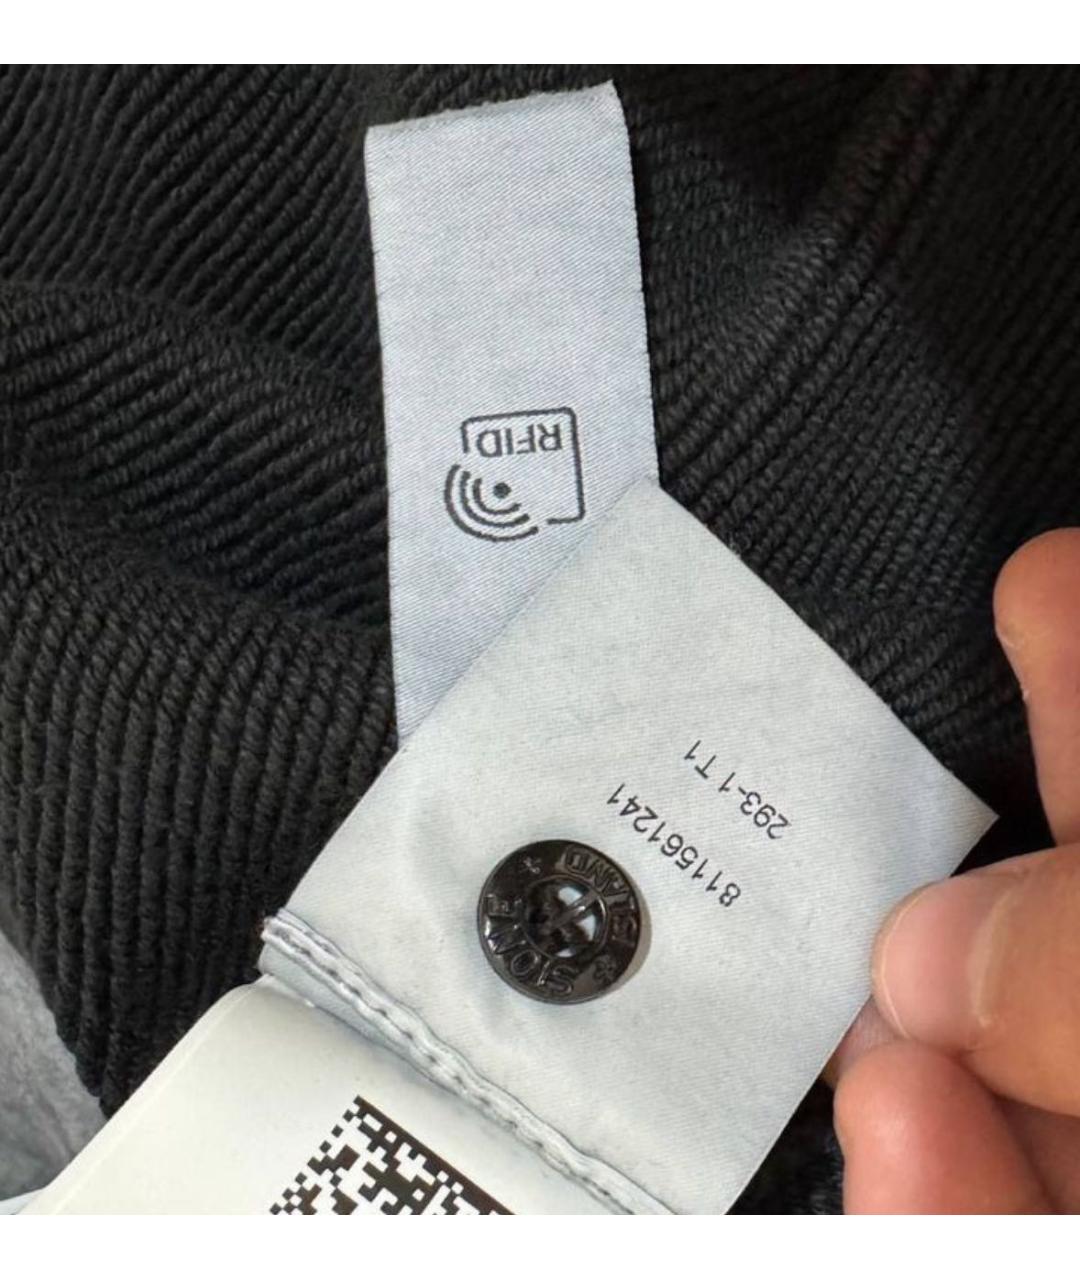 RFID
811561241
293-1 T1
STONE
ISLAND